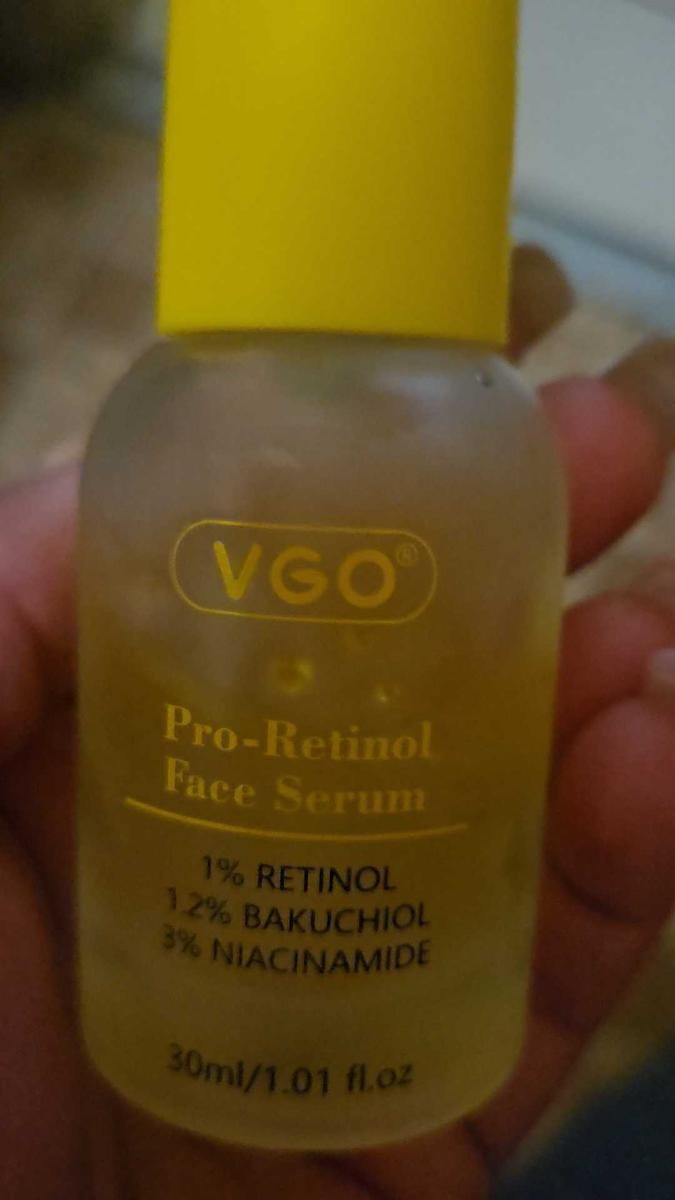 VGO®
Pro-Retinol
Face Serum
1% RETINOL
1.2% BAKUCHIOL
3% NIACINAMIDE
30ml/1.01 fl.oz